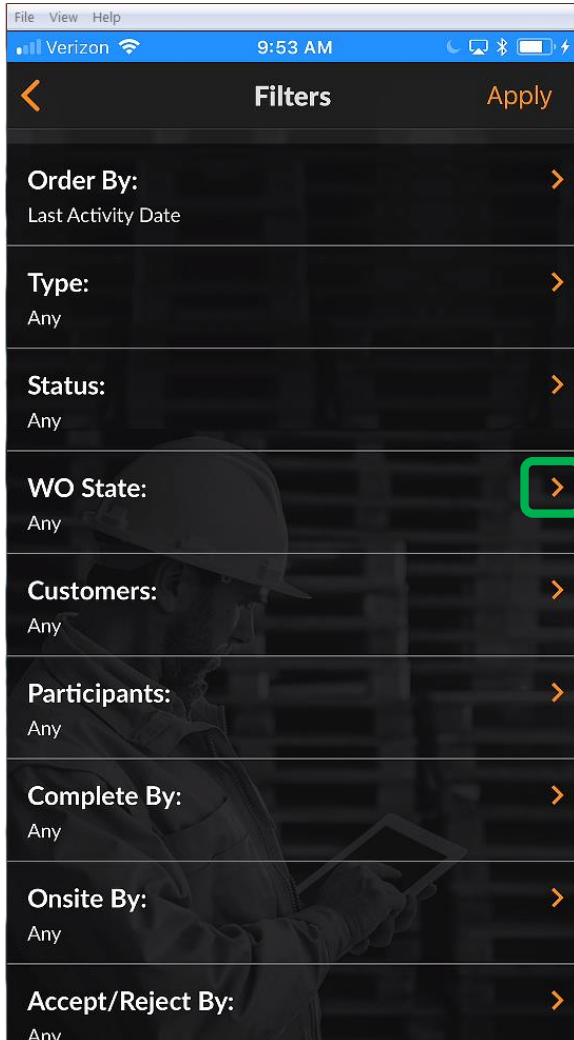 File View Help
Verizon 9:53 AM
Filters Apply
Order By:
Last Activity Date
Type:
Any
Status:
Any
WO State:
Any
Customers:
Any
Participants:
Any
Complete By:
Any
Onsite By:
Any
Accept/Reject By:
Any